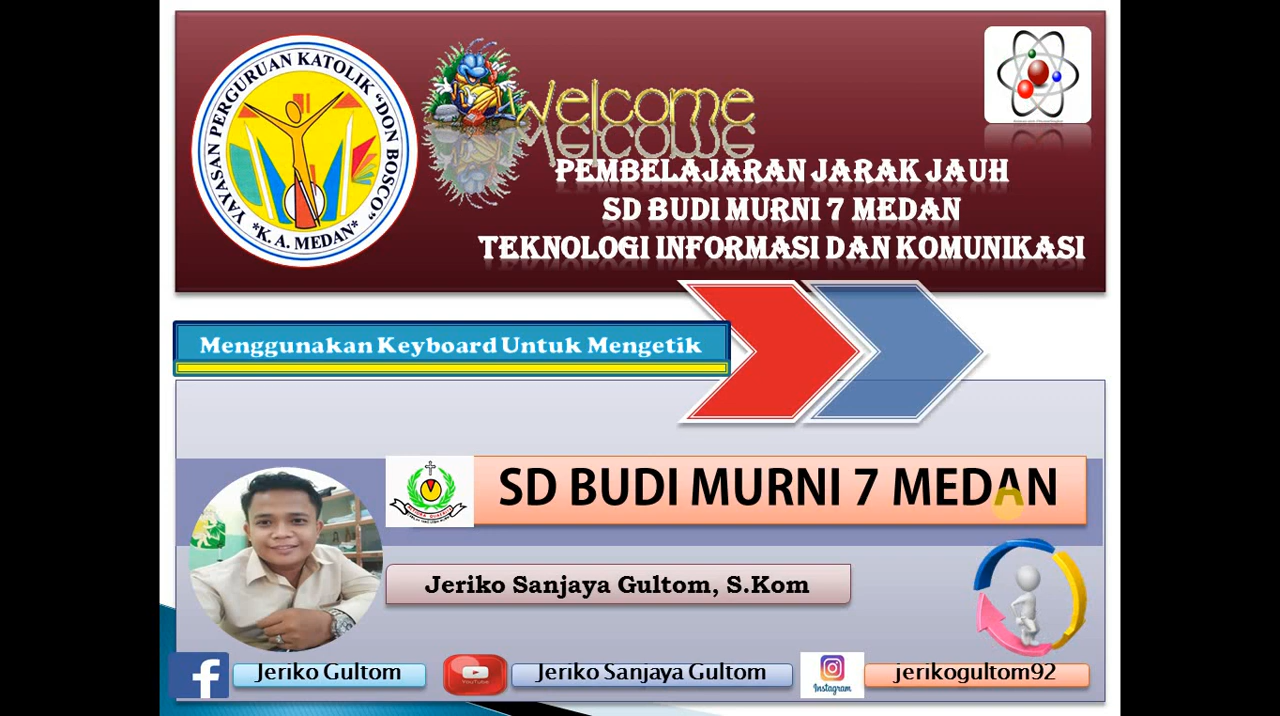 YAYASAN PERGURUAN KATOLIK "DON BOSCO"
*K. A. MEDAN*
Welcome
PEMBELAJARAN JARAK JAUH
SD BUDI MURNI 7 MEDAN
TEKNOLOGI INFORMASI DAN KOMUNIKASI
Menggunakan Keyboard Untuk Mengetik
SD BUDI MURNI 7 MEDAN
Jeriko Sanjaya Gultom, S.Kom
Jeriko Gultom
YouTube
Jeriko Sanjaya Gultom
Instagram
jerikogultom92